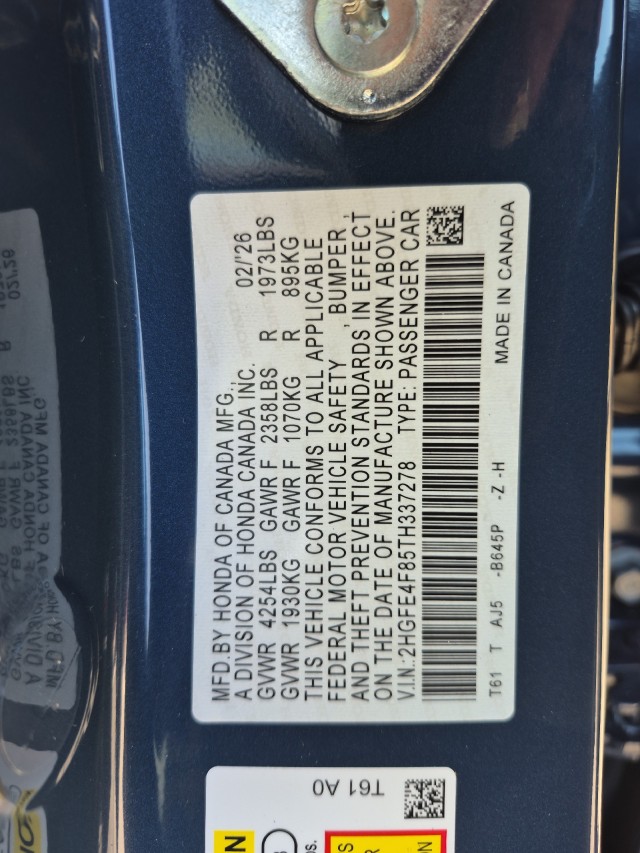 MFD.BY HONDA OF CANADA MFG.,
A DIVISION OF HONDA CANADA INC. 02/'26
GVWR 4254LBS GAWR F 2358LBS R 1973LBS
GVWR 1930KG GAWR F 1070KG R 895KG
THIS VEHICLE CONFORMS TO ALL APPLICABLE
FEDERAL MOTOR VEHICLE SAFETY , BUMPER ,
AND THEFT PREVENTION STANDARDS IN EFFECT
ON THE DATE OF MANUFACTURE SHOWN ABOVE.
V.I.N.:2HGFE4F85TH337278 TYPE: PASSENGER CAR
T61 T AJ5 -B645P -Z -H MADE IN CANADA
T61 A0